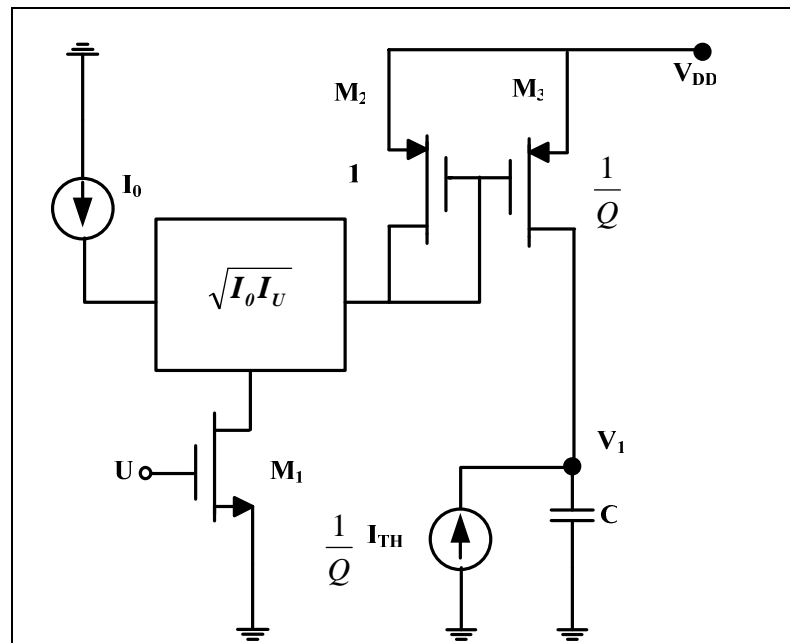 V_DD
M₂
M₃
1
1/Q
I₀
√(I₀I_U)
V₁
U
M₁
C
1/Q
I_TH